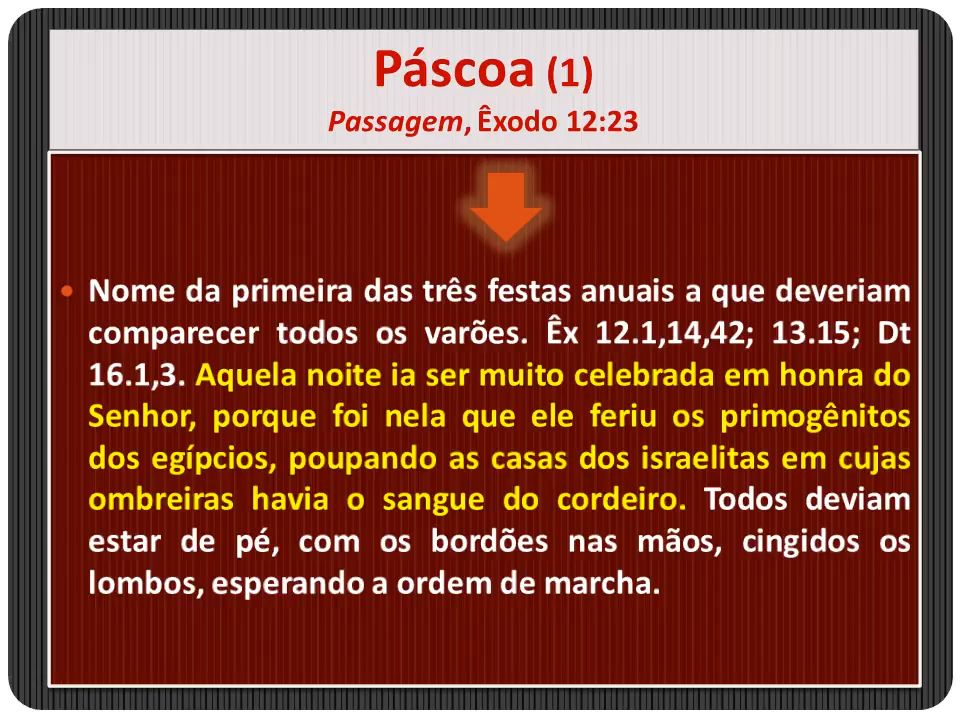 Páscoa (1)
Passagem, Êxodo 12:23
• Nome da primeira das três festas anuais a que deveriam
comparecer todos os varões. Êx 12.1,14,42; 13.15; Dt
16.1,3. Aquela noite ia ser muito celebrada em honra do
Senhor, porque foi nela que ele feriu os primogênitos
dos egípcios, poupando as casas dos israelitas em cujas
ombreiras havia o sangue do cordeiro. Todos deviam
estar de pé, com os bordões nas mãos, cingidos os
lombos, esperando a ordem de marcha.